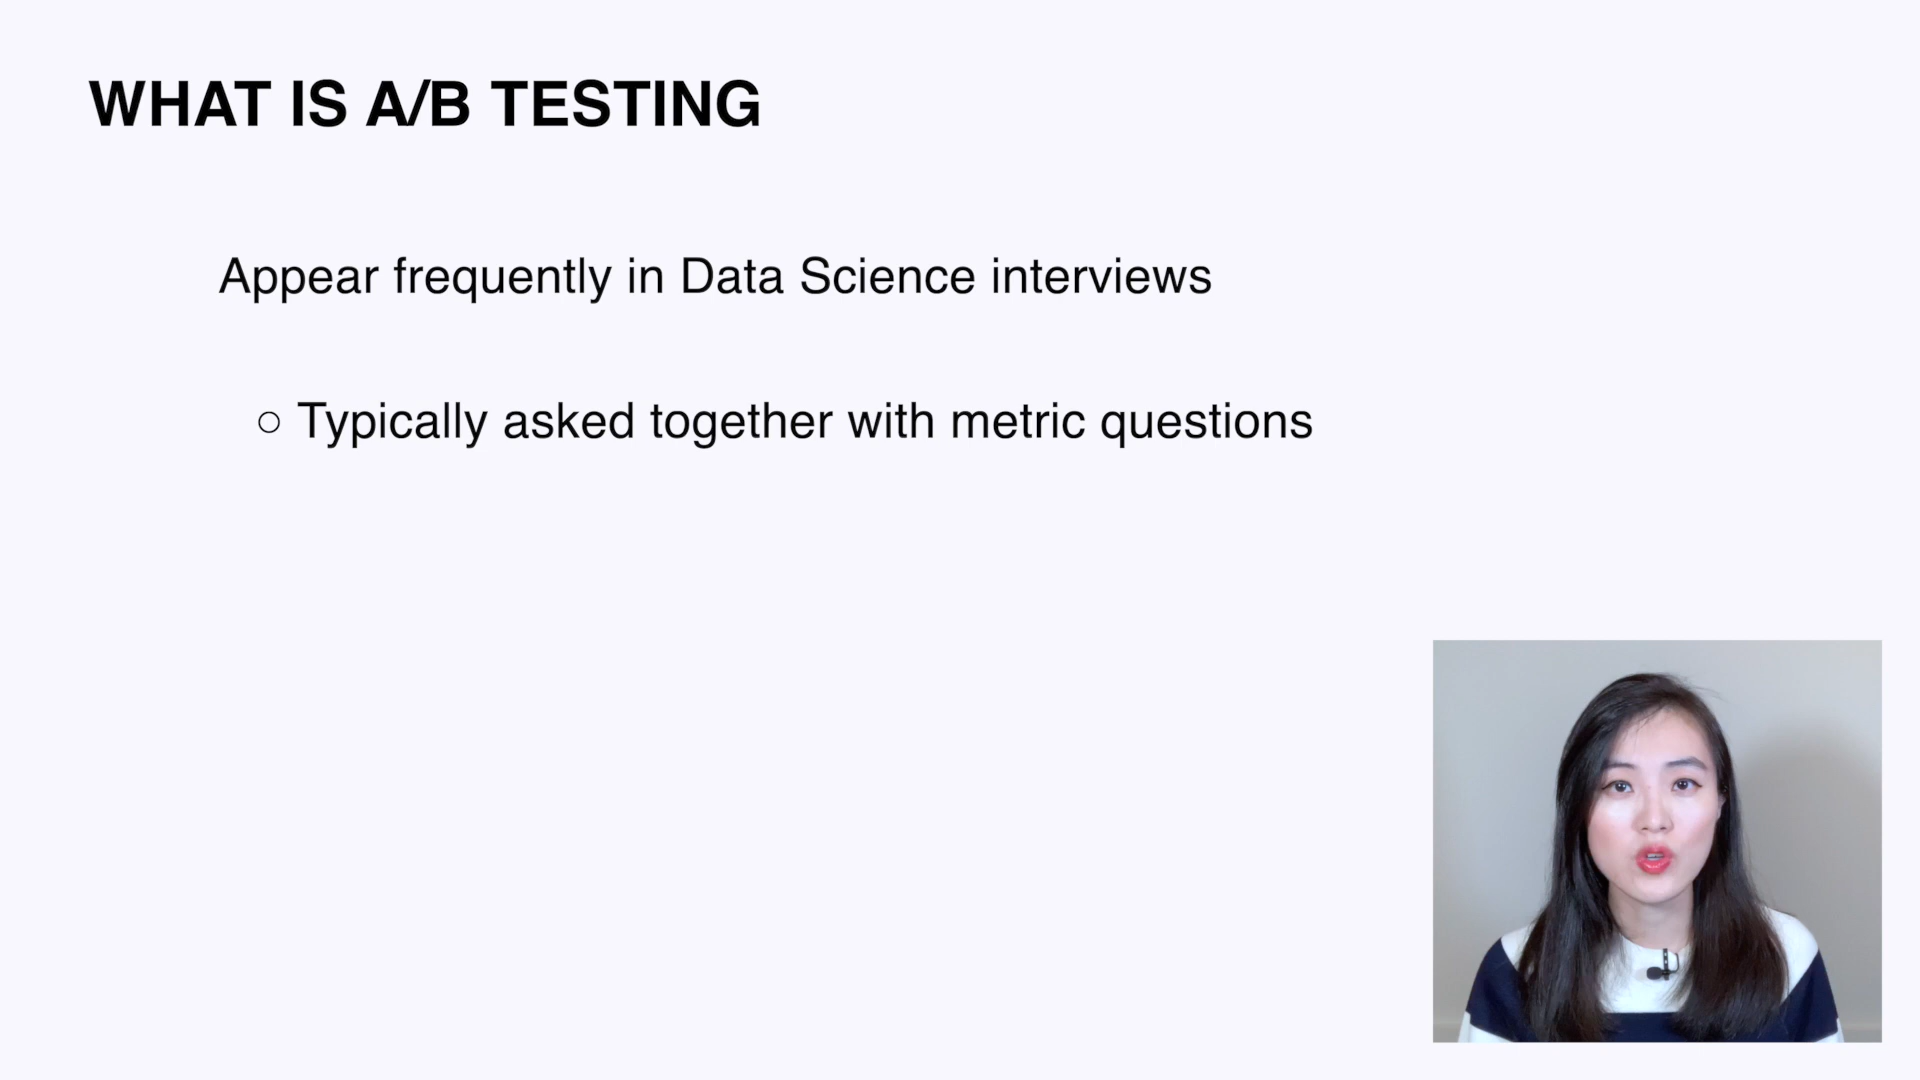 WHAT IS A/B TESTING
Appear frequently in Data Science interviews
○ Typically asked together with metric questions